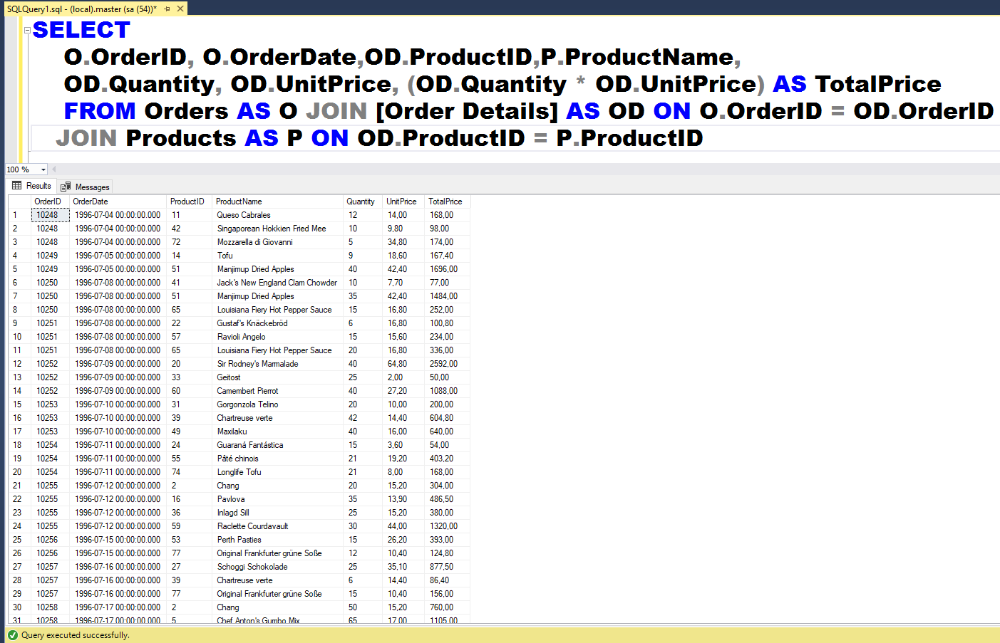 SQLQuery1.sql - (local).master (sa (54))*
SELECT
O.OrderID, O.OrderDate,OD.ProductID,P.ProductName,
OD.Quantity, OD.UnitPrice, (OD.Quantity * OD.UnitPrice) AS TotalPrice
FROM Orders AS O JOIN [Order Details] AS OD ON O.OrderID = OD.OrderID
JOIN Products AS P ON OD.ProductID = P.ProductID
100 %
Results Messages
OrderID OrderDate ProductID ProductName Quantity UnitPrice TotalPrice
1 10248 1996-07-04 00:00:00.000 11 Queso Cabrales 12 14,00 168,00
2 10248 1996-07-04 00:00:00.000 42 Singaporean Hokkien Fried Mee 10 9,80 98,00
3 10248 1996-07-04 00:00:00.000 72 Mozzarella di Giovanni 5 34,80 174,00
4 10249 1996-07-05 00:00:00.000 14 Tofu 9 18,60 167,40
5 10249 1996-07-05 00:00:00.000 51 Manjimup Dried Apples 40 42,40 1696,00
6 10250 1996-07-08 00:00:00.000 41 Jack's New England Clam Chowder 10 7,70 77,00
7 10250 1996-07-08 00:00:00.000 51 Manjimup Dried Apples 35 42,40 1484,00
8 10250 1996-07-08 00:00:00.000 65 Louisiana Fiery Hot Pepper Sauce 15 16,80 252,00
9 10251 1996-07-08 00:00:00.000 22 Gustaf's Knäckebröd 6 16,80 100,80
10 10251 1996-07-08 00:00:00.000 57 Ravioli Angelo 15 15,60 234,00
11 10251 1996-07-08 00:00:00.000 65 Louisiana Fiery Hot Pepper Sauce 20 16,80 336,00
12 10252 1996-07-09 00:00:00.000 20 Sir Rodney's Marmalade 40 64,80 2592,00
13 10252 1996-07-09 00:00:00.000 33 Geitost 25 2,00 50,00
14 10252 1996-07-09 00:00:00.000 60 Camembert Pierrot 40 27,20 1088,00
15 10253 1996-07-10 00:00:00.000 31 Gorgonzola Telino 20 10,00 200,00
16 10253 1996-07-10 00:00:00.000 39 Chartreuse verte 42 14,40 604,80
17 10253 1996-07-10 00:00:00.000 49 Maxilaku 40 16,00 640,00
18 10254 1996-07-11 00:00:00.000 24 Guaraná Fantástica 15 3,60 54,00
19 10254 1996-07-11 00:00:00.000 55 Pâté chinois 21 19,20 403,20
20 10254 1996-07-11 00:00:00.000 74 Longlife Tofu 21 8,00 168,00
21 10255 1996-07-12 00:00:00.000 2 Chang 20 15,20 304,00
22 10255 1996-07-12 00:00:00.000 16 Pavlova 35 13,90 486,50
23 10255 1996-07-12 00:00:00.000 36 Inlagd Sill 25 15,20 380,00
24 10255 1996-07-12 00:00:00.000 59 Raclette Courdavault 30 44,00 1320,00
25 10256 1996-07-15 00:00:00.000 53 Perth Pasties 15 26,20 393,00
26 10256 1996-07-15 00:00:00.000 77 Original Frankfurter grüne Soße 12 10,40 124,80
27 10257 1996-07-16 00:00:00.000 27 Schoggi Schokolade 25 35,10 877,50
28 10257 1996-07-16 00:00:00.000 39 Chartreuse verte 6 14,40 86,40
29 10257 1996-07-16 00:00:00.000 77 Original Frankfurter grüne Soße 15 10,40 156,00
30 10258 1996-07-17 00:00:00.000 2 Chang 50 15,20 760,00
31 10258 1996-07-17 00:00:00.000 5 Chef Anton's Gumbo Mix 65 17,00 1105,00
Query executed successfully.